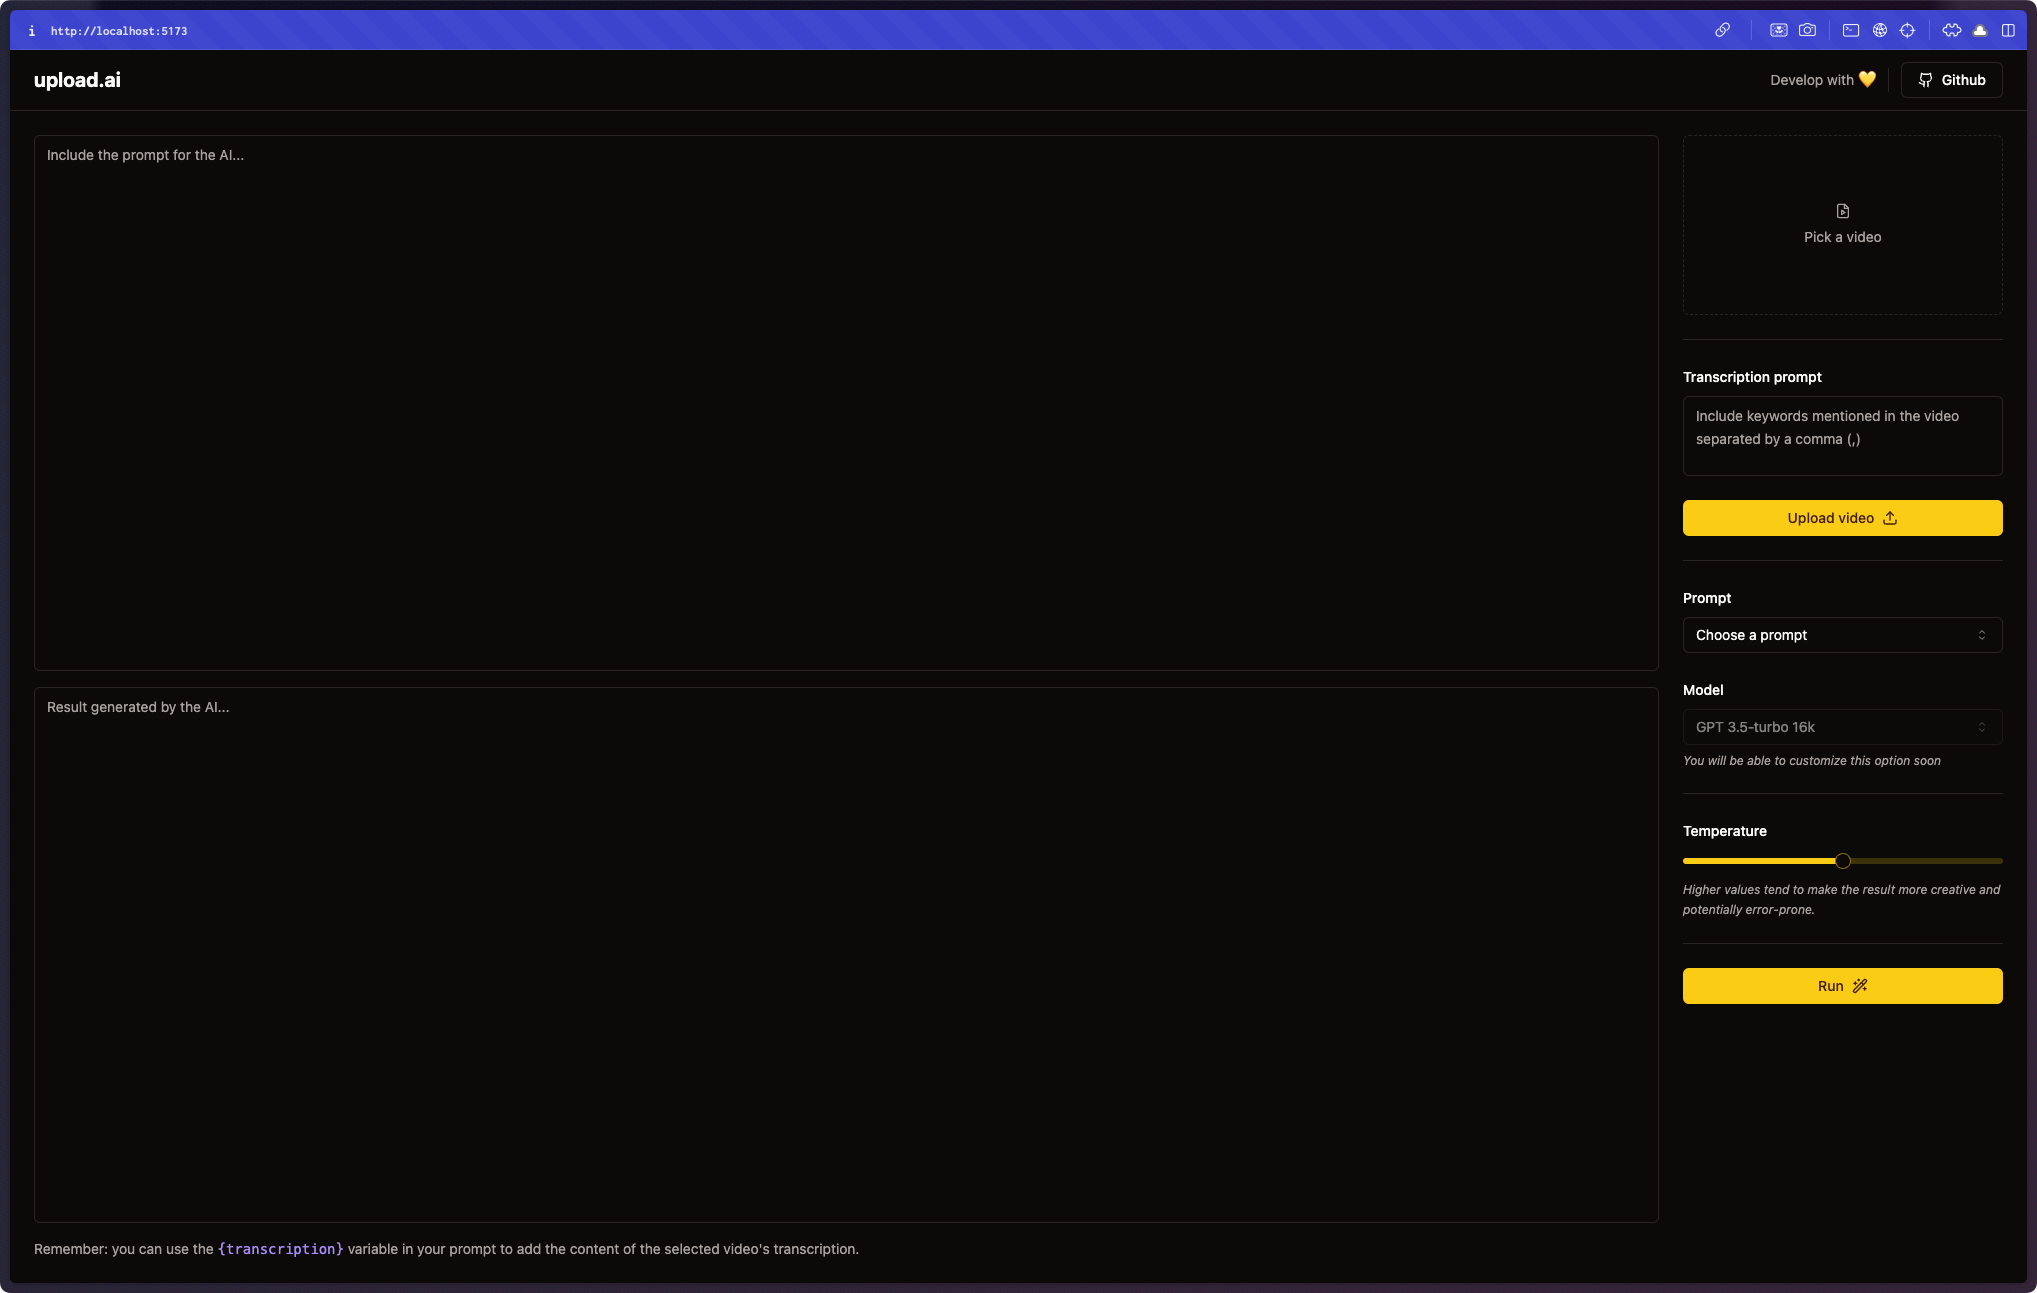 i http://localhost:5173
upload.ai
Develop with 💛
Github
Include the prompt for the AI...
Pick a video
Transcription prompt
Include keywords mentioned in the video
separated by a comma (,)
Upload video
Prompt
Choose a prompt
Result generated by the AI...
Model
GPT 3.5-turbo 16k
You will be able to customize this option soon
Temperature
Higher values tend to make the result more creative and
potentially error-prone.
Run
Remember: you can use the {transcription} variable in your prompt to add the content of the selected video's transcription.